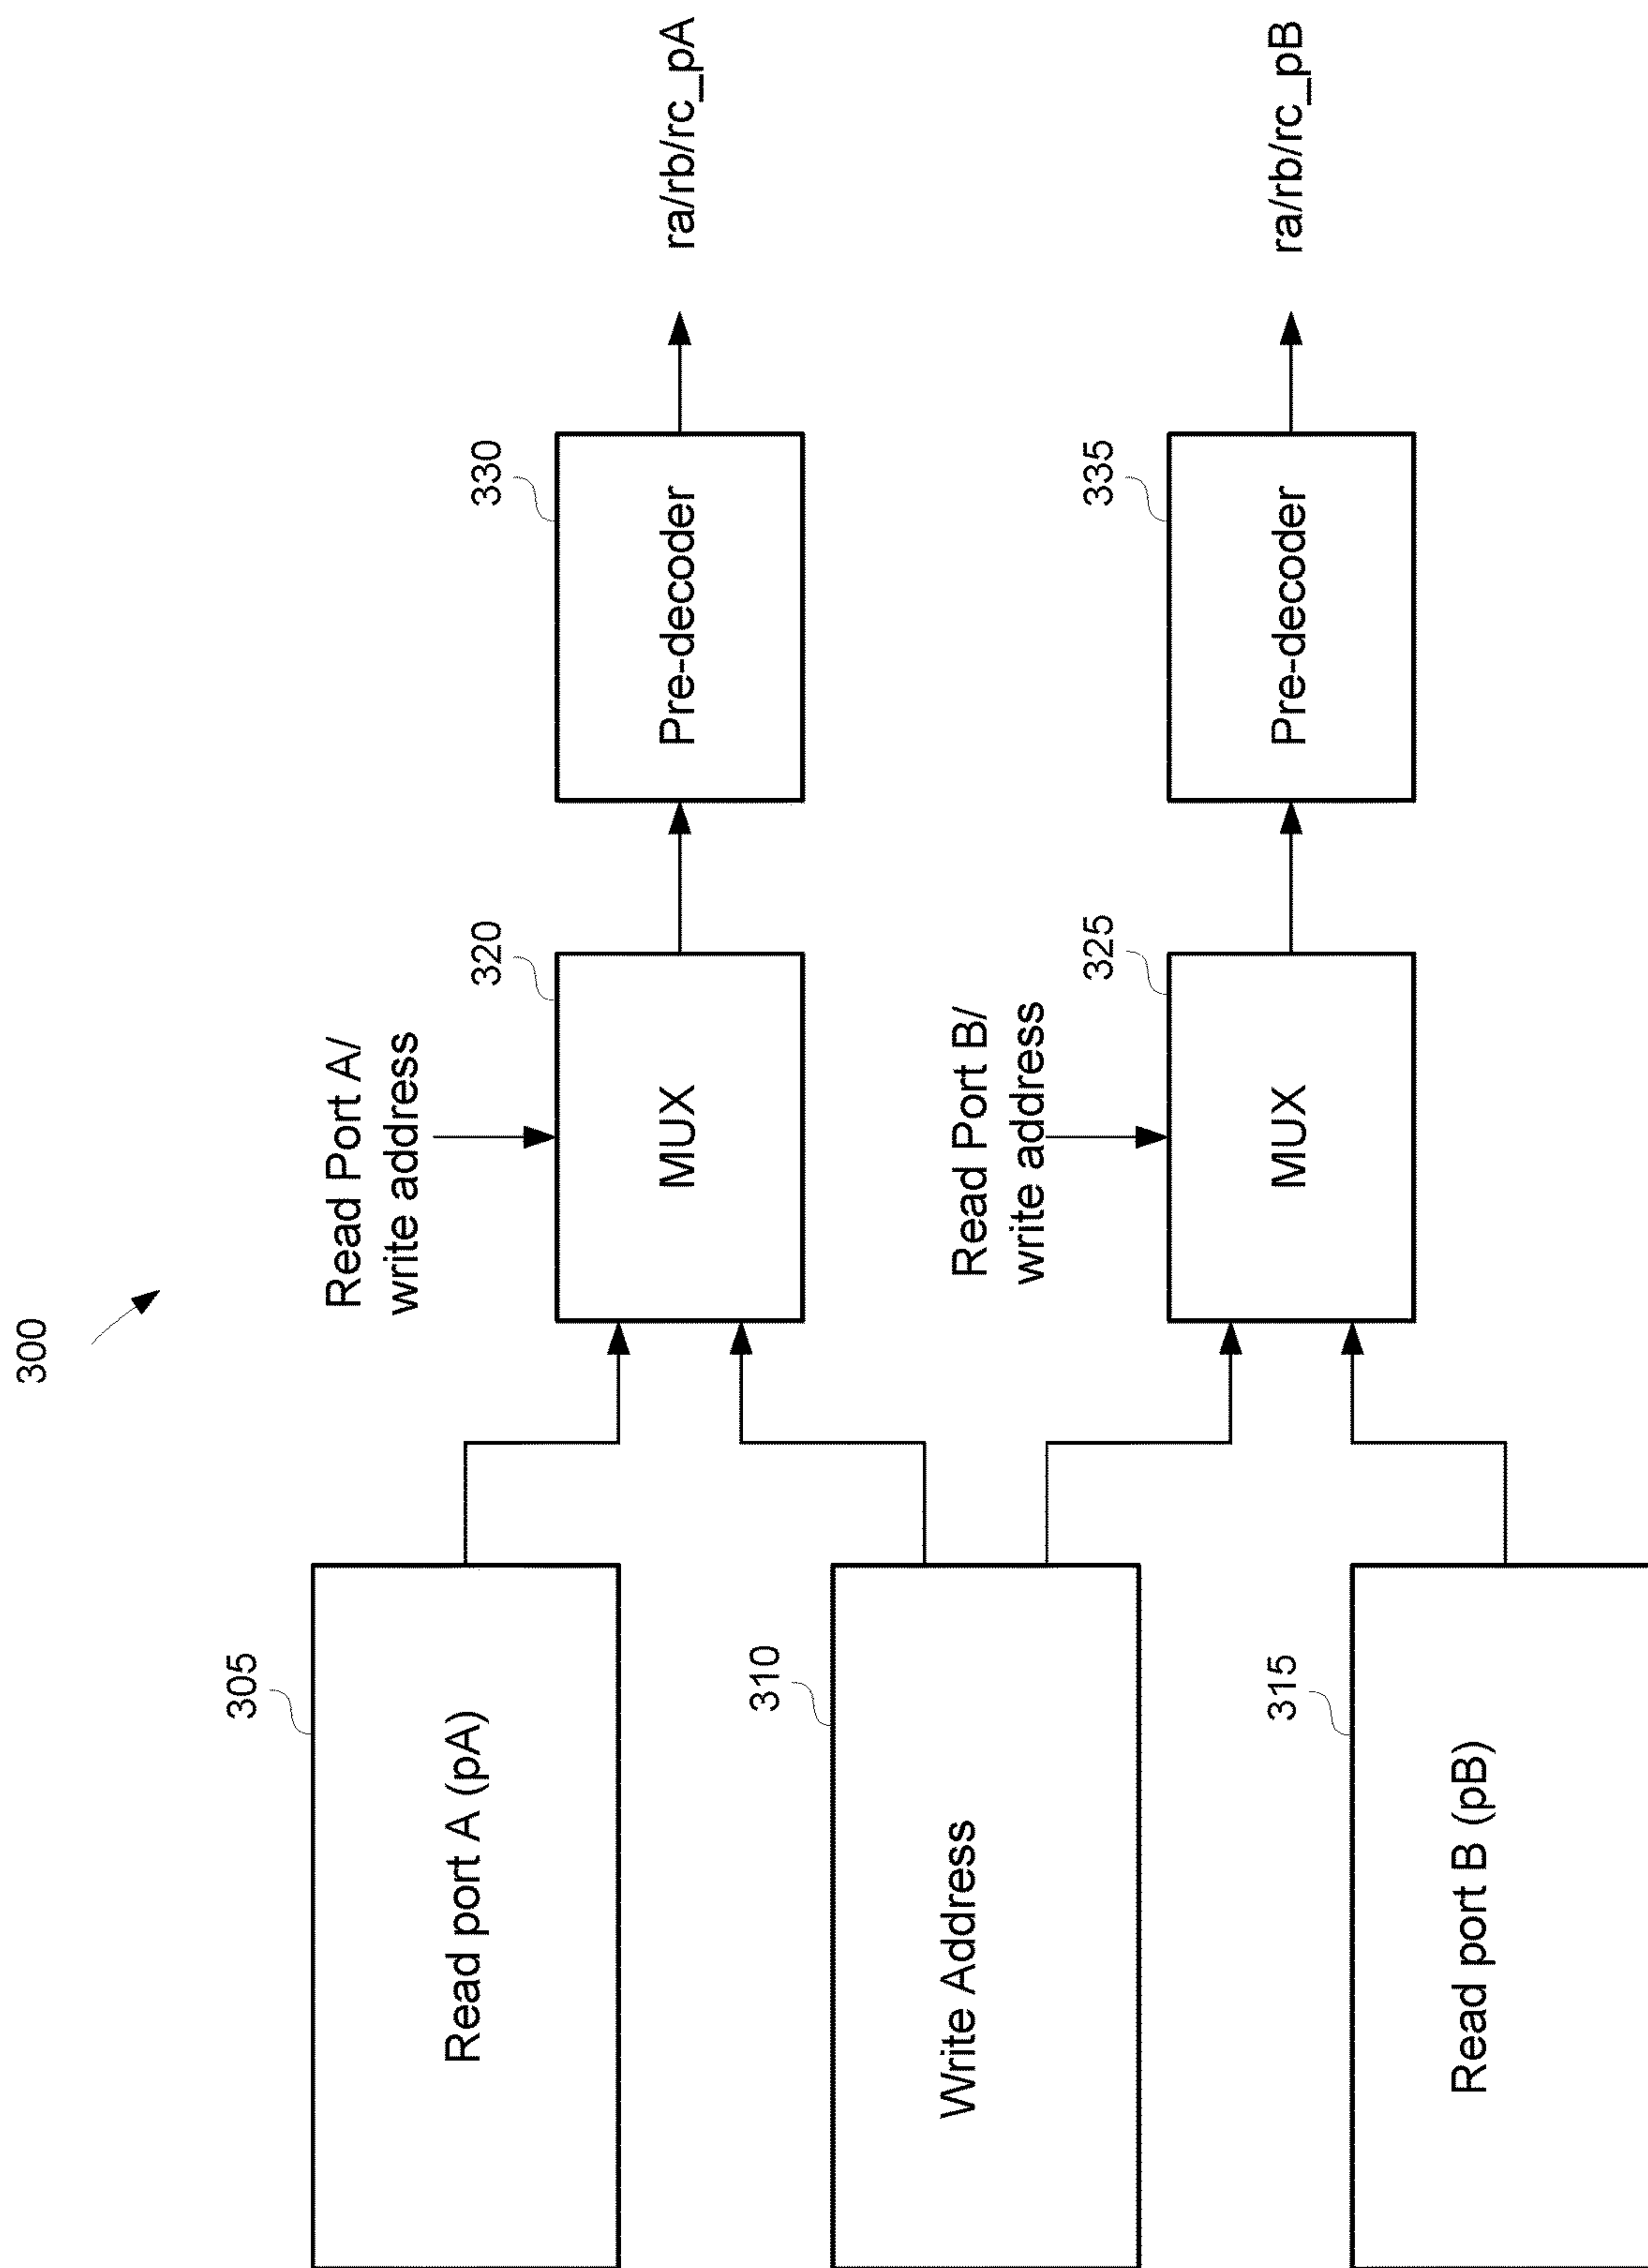 300
305
Read port A (pA)
310
Write Address
315
Read port B (pB)
Read Port A/
write address
320
MUX
Read Port B/
write address
325
MUX
330
Pre-decoder
335
Pre-decoder
ra/rb/rc_pA
ra/rb/rc_pB